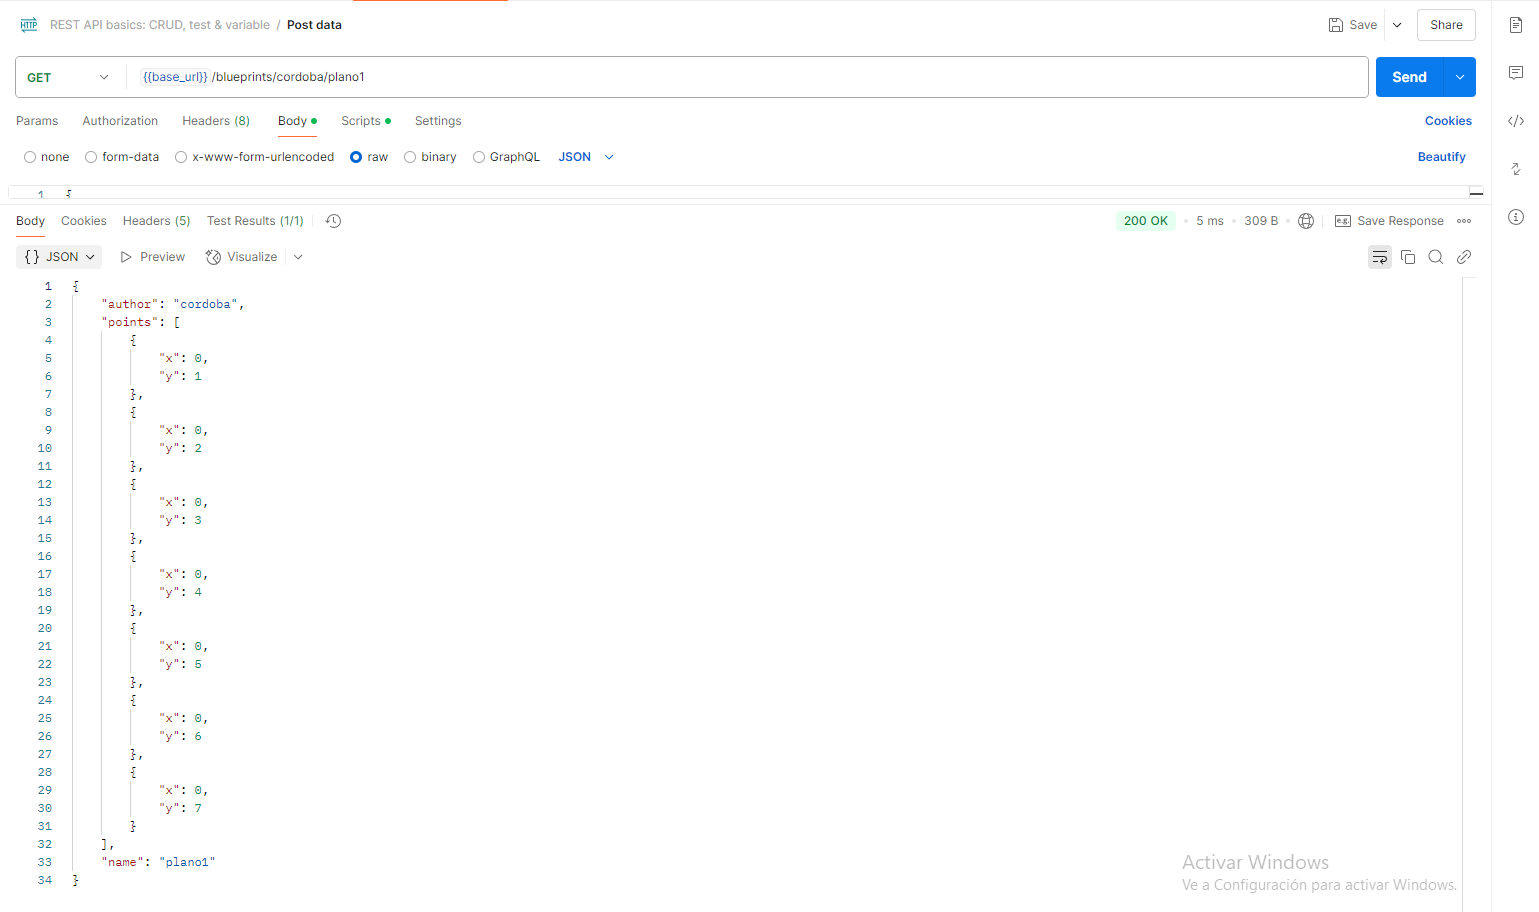 HTTP REST API basics: CRUD, test & variable / Post data Save Share
GET {{base_url}} /blueprints/cordoba/plano1 Send
Params Authorization Headers (8) Body Scripts Settings Cookies
none form-data x-www-form-urlencoded raw binary GraphQL JSON Beautify
1 {
Body Cookies Headers (5) Test Results (1/1) 200 OK 5 ms 309 B e.g. Save Response
{} JSON Preview Visualize
1 {
2 "author": "cordoba",
3 "points": [
4 {
5 "x": 0,
6 "y": 1
7 },
8 {
9 "x": 0,
10 "y": 2
11 },
12 {
13 "x": 0,
14 "y": 3
15 },
16 {
17 "x": 0,
18 "y": 4
19 },
20 {
21 "x": 0,
22 "y": 5
23 },
24 {
25 "x": 0,
26 "y": 6
27 },
28 {
29 "x": 0,
30 "y": 7
31 }
32 ],
33 "name": "plano1"
34 }
Activar Windows
Ve a Configuración para activar Windows.